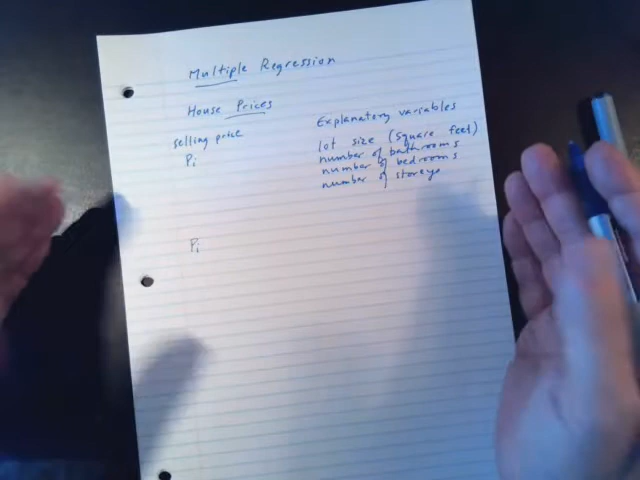 Multiple Regression
House Prices
Explanatory variables
selling price
lot size (square feet)
Pi
number of bathrooms
number of bedrooms
number of storeys
Pi